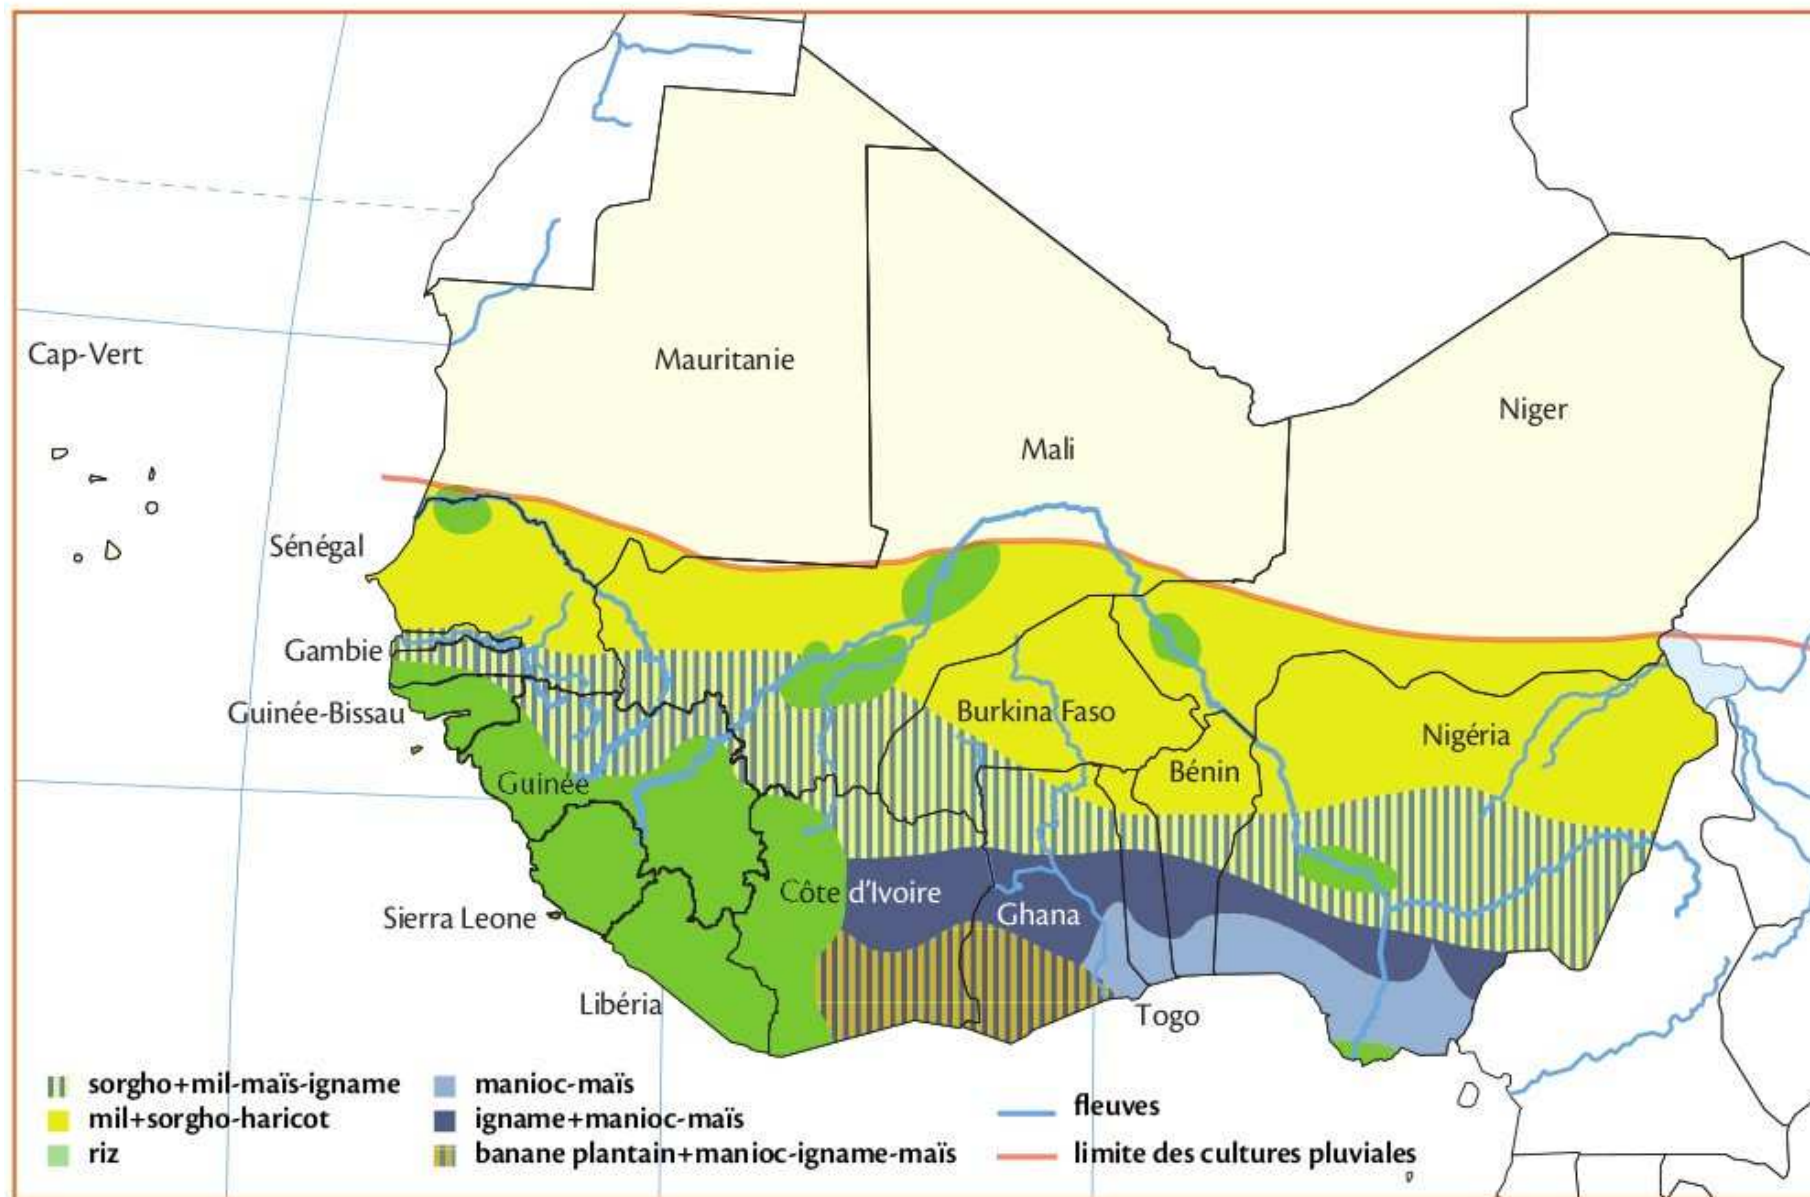 Cap-Vert
Mauritanie
Niger
Mali
Sénégal
Gambie
Guinée-Bissau
Burkina Faso
Nigéria
Bénin
Guinée
Côte d'Ivoire
Ghana
Sierra Leone
Libéria
Togo
sorgho+mil-maïs-igname
mil+sorgho-haricot
riz
manioc-maïs
igname+manioc-maïs
banane plantain+manioc-igname-maïs
fleuves
limite des cultures pluviales